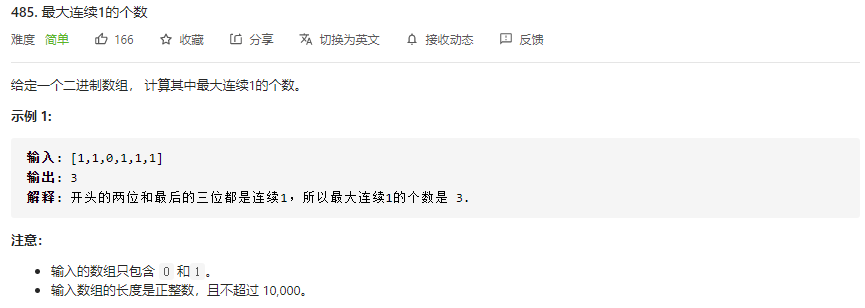 485. 最大连续1的个数
难度 简单 166 收藏 分享 切换为英文 接收动态 反馈
给定一个二进制数组， 计算其中最大连续1的个数。
示例 1:
输入: [1,1,0,1,1,1]
输出: 3
解释: 开头的两位和最后的三位都是连续1，所以最大连续1的个数是 3.
注意：
输入的数组只包含 0 和1。
输入数组的长度是正整数，且不超过 10,000。